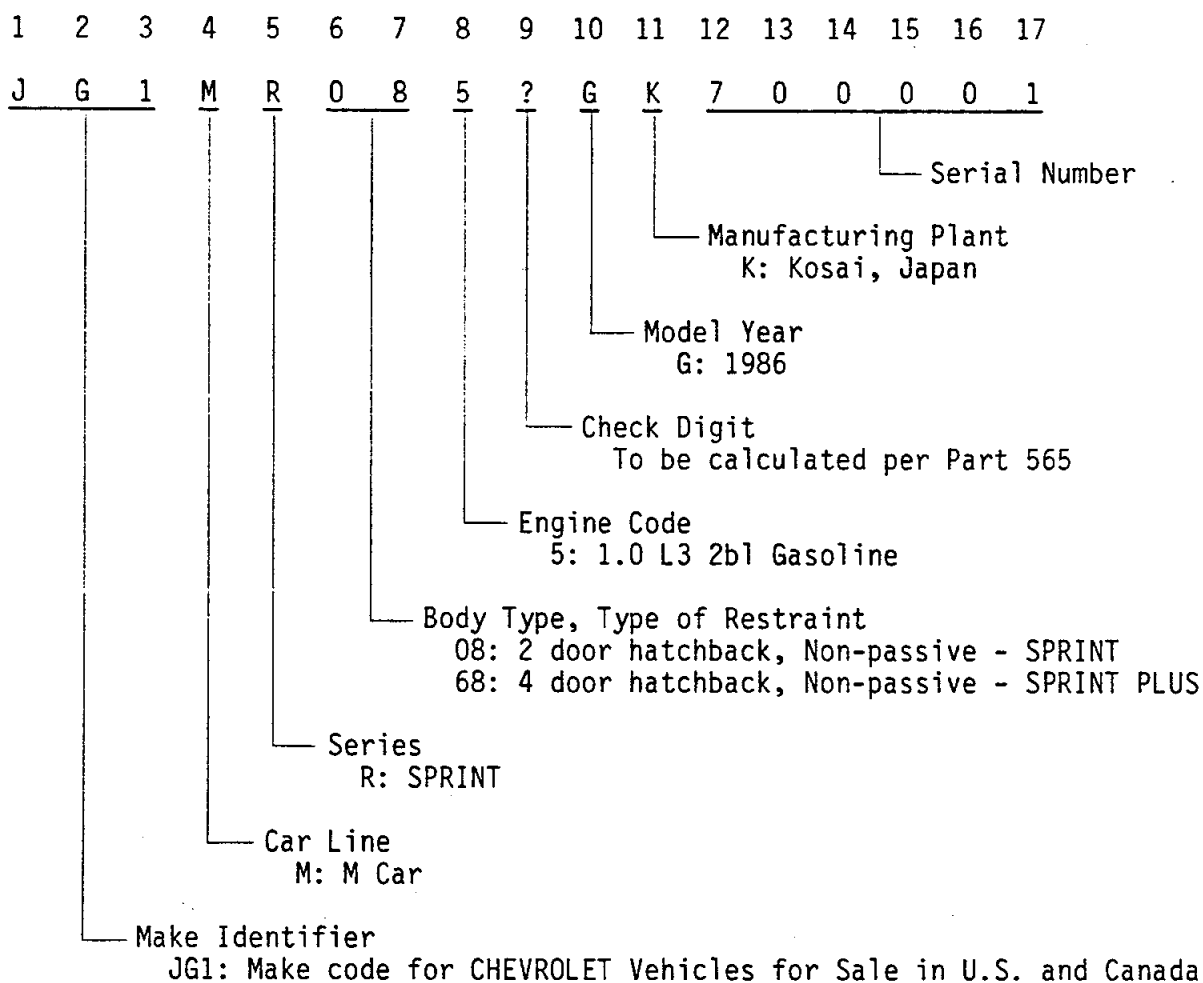 1 2 3 4 5 6 7 8 9 10 11 12 13 14 15 16 17
J G 1 M R 0 8 5 ? G K 7 0 0 0 0 1
Serial Number
Manufacturing Plant
K: Kosai, Japan
Model Year
G: 1986
Check Digit
To be calculated per Part 565
Engine Code
5: 1.0 L3 2bl Gasoline
Body Type, Type of Restraint
08: 2 door hatchback, Non-passive - SPRINT
68: 4 door hatchback, Non-passive - SPRINT PLUS
Series
R: SPRINT
Car Line
M: M Car
Make Identifier
JG1: Make code for CHEVROLET Vehicles for Sale in U.S. and Canada